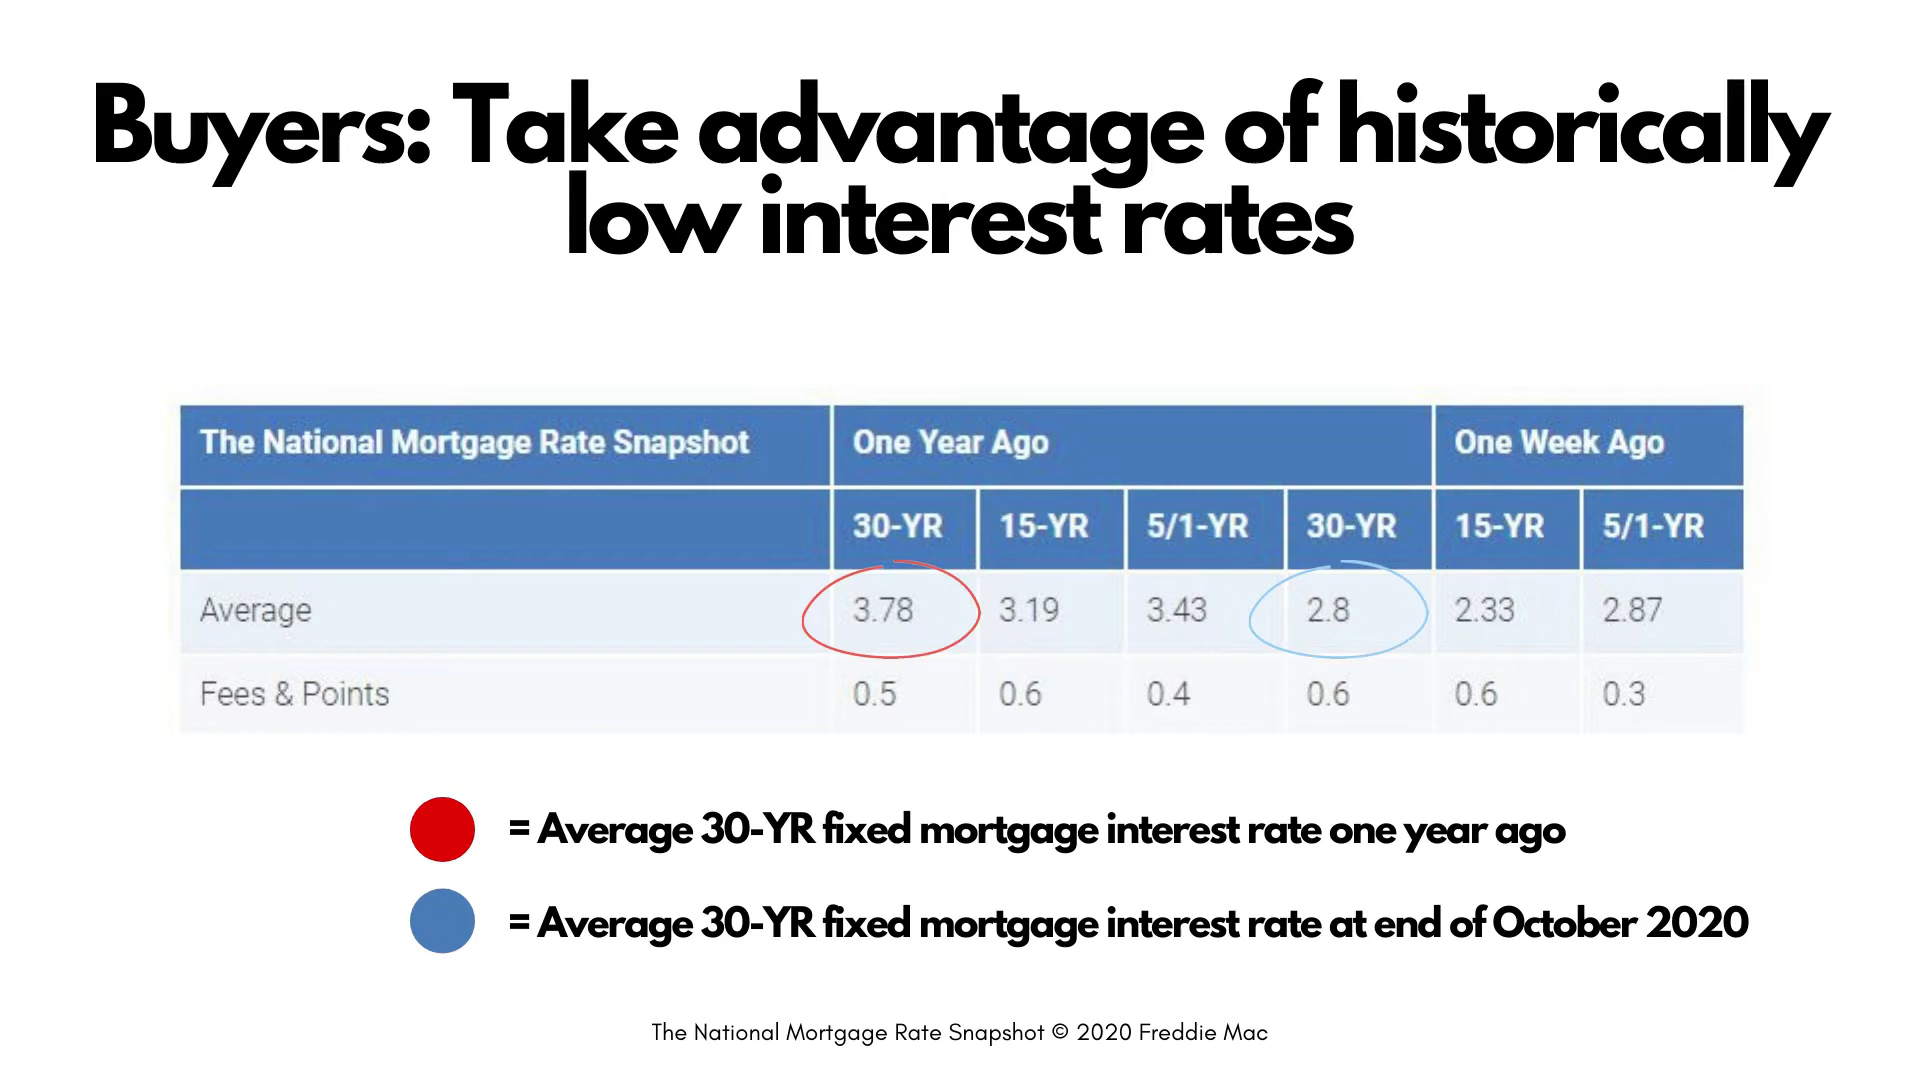 Buyers: Take advantage of historically
low interest rates
The National Mortgage Rate Snapshot One Year Ago One Week Ago
30-YR 15-YR 5/1-YR 30-YR 15-YR 5/1-YR
Average 3.78 3.19 3.43 2.8 2.33 2.87
Fees & Points 0.5 0.6 0.4 0.6 0.6 0.3
= Average 30-YR fixed mortgage interest rate one year ago
= Average 30-YR fixed mortgage interest rate at end of October 2020
The National Mortgage Rate Snapshot © 2020 Freddie Mac